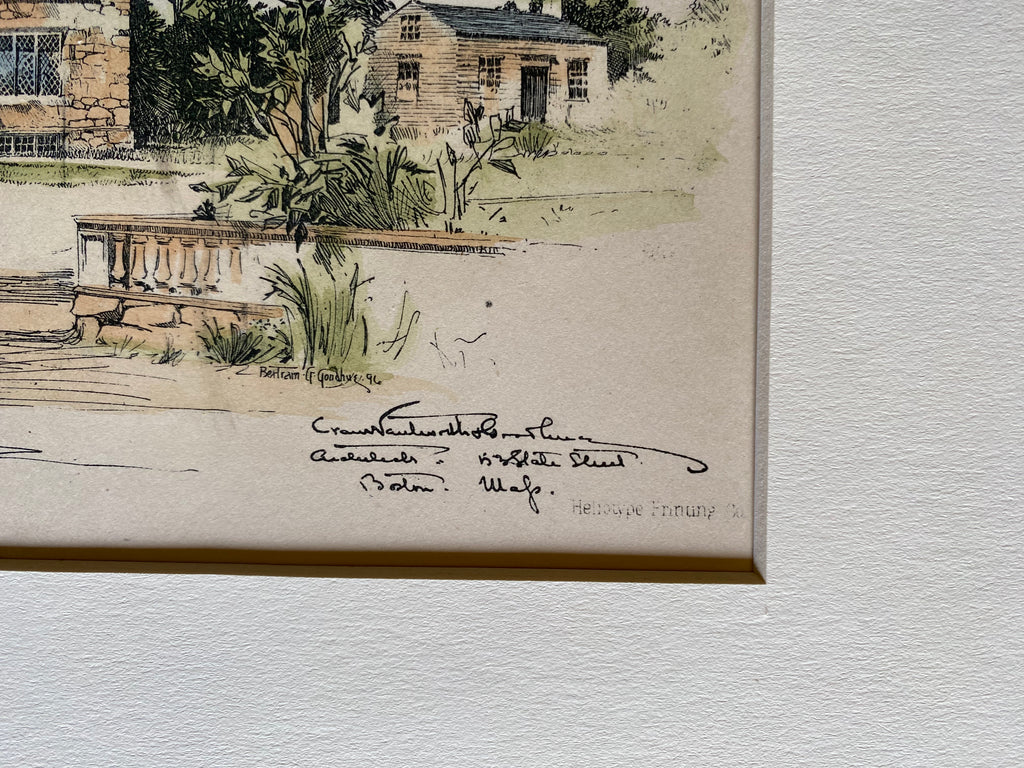 Bertram G Goodhue. 96
Cram Wentworth & Goodhue
Architects. 53 State Street.
Boston. Mass.
Heliotype Printing Co.